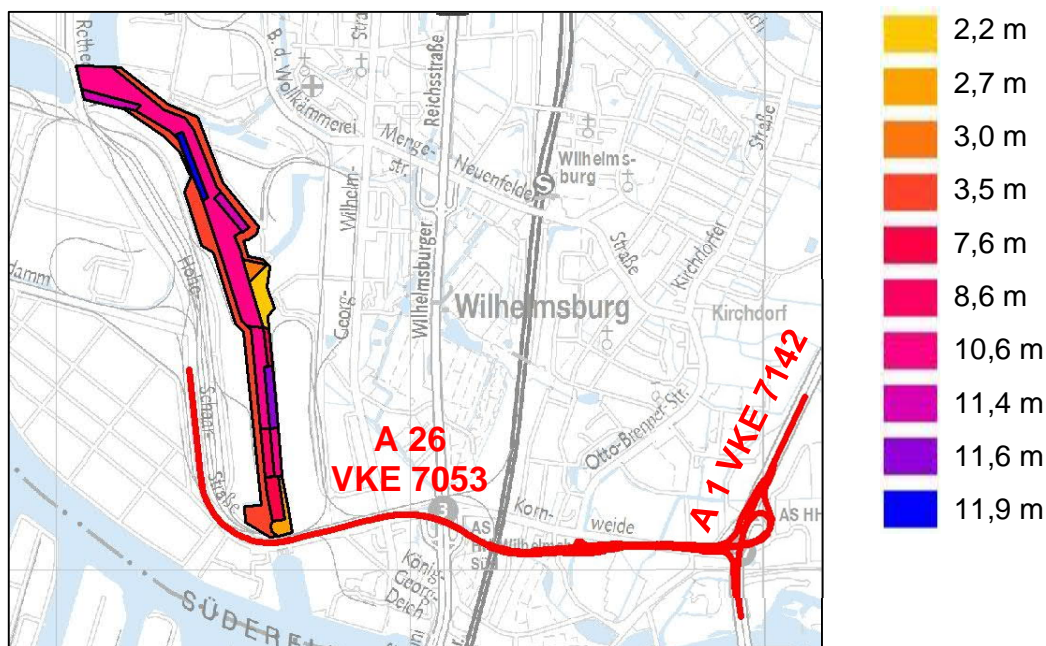 B. d. Wollkämmerei
Reichsstraße
Menge-
str.
Neuenfelder
Straße
Wilhelms-
burg
S
Straße
Kirchdorfer
Kirchdorf
Wilhelmsburg
Wilhelmsburger
Georg-
Wilhelm-
Hohe-
damm
Schaar-
Straße
Otto-Brenner-Str.
A 26
VKE 7053
A 1 VKE 7142
Korn-
weide
AS
Süd
AS HH
König-
Georg-
Deich
2,2 m
2,7 m
3,0 m
3,5 m
7,6 m
8,6 m
10,6 m
11,4 m
11,6 m
11,9 m